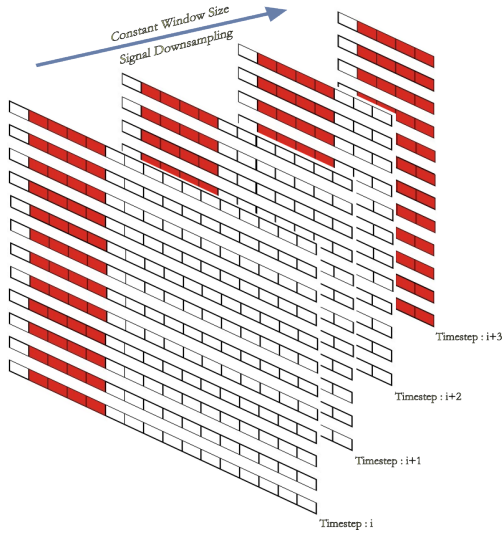 Constant Window Size
Signal Downsampling
Timestep : i+3
Timestep : i+2
Timestep : i+1
Timestep : i